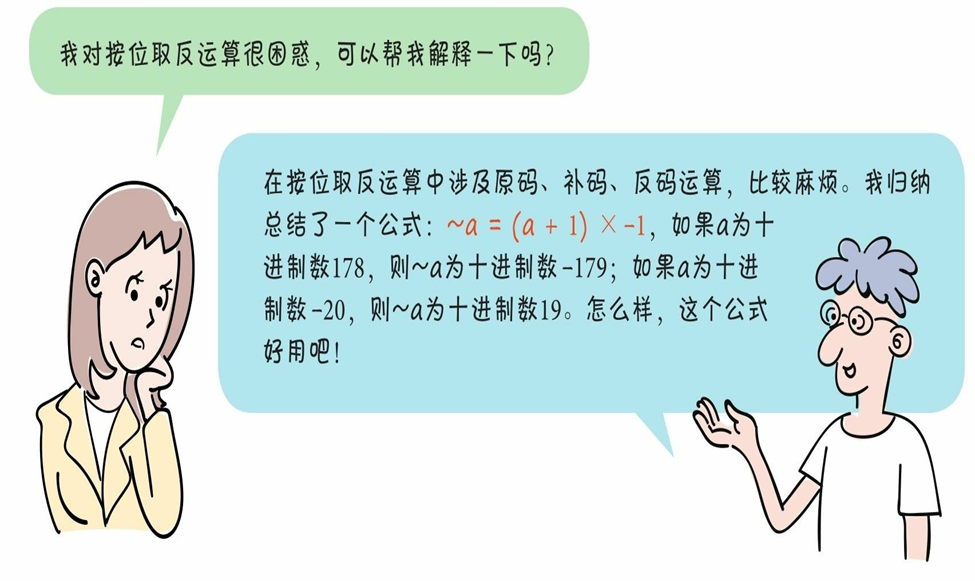 我对按位取反运算很困惑，可以帮我解释一下吗？
在按位取反运算中涉及原码、补码、反码运算，比较麻烦。我归纳
总结了一个公式：~a = (a + 1) × -1，如果a为十
进制数178，则~a为十进制数-179；如果a为十进
制数-20，则~a为十进制数19。怎么样，这个公式
好用吧！